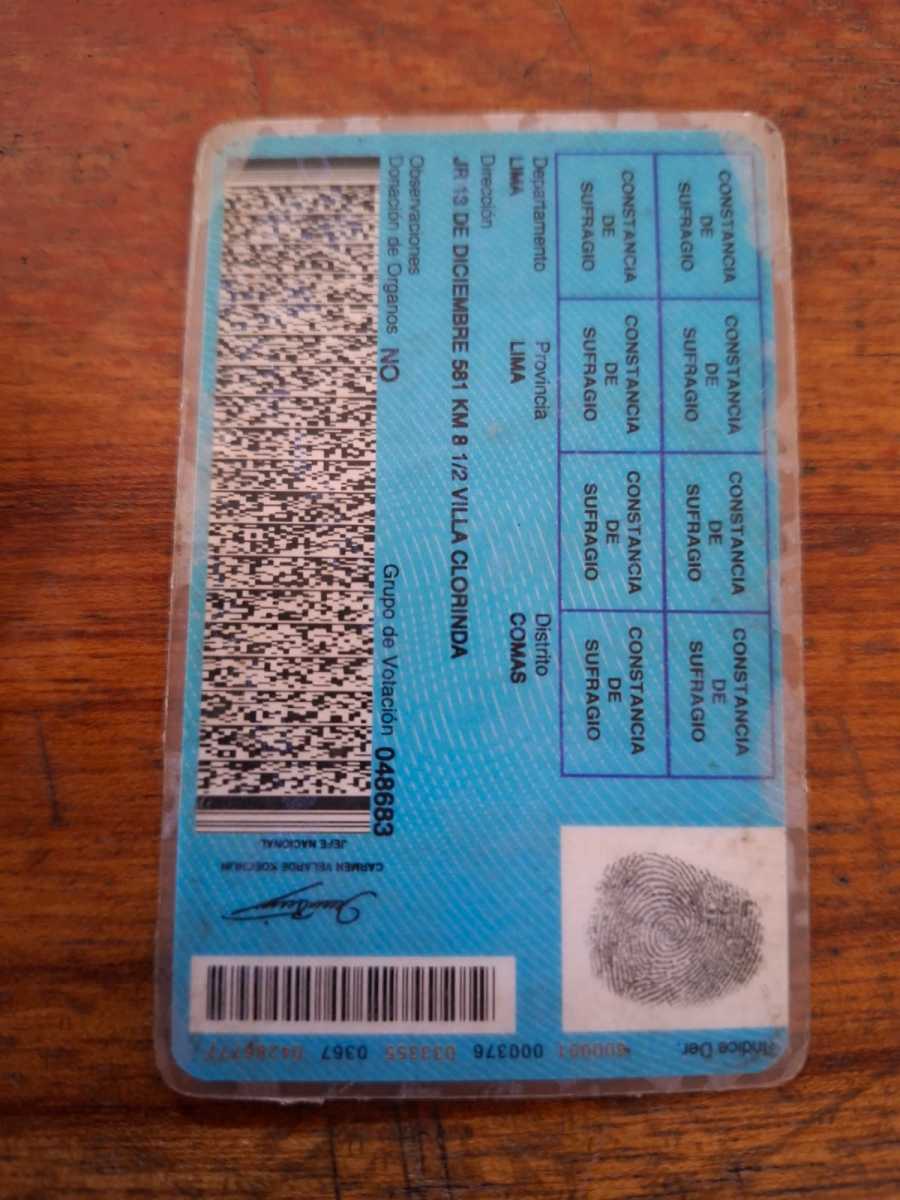 CONSTANCIA CONSTANCIA CONSTANCIA CONSTANCIA
DE DE DE DE
SUFRAGIO SUFRAGIO SUFRAGIO SUFRAGIO
CONSTANCIA CONSTANCIA CONSTANCIA CONSTANCIA
DE DE DE DE
SUFRAGIO SUFRAGIO SUFRAGIO SUFRAGIO
Departamento Provincia Distrito
LIMA LIMA COMAS
Dirección
JR 13 DE DICIEMBRE 581 KM 8 1/2 VILLA CLORINDA
Observaciones
Donación de Organos NO Grupo de Votación 048683
Indice Der.
000376 033355 0367
CARMEN VELARDE KOECHLIN
JEFE NACIONAL